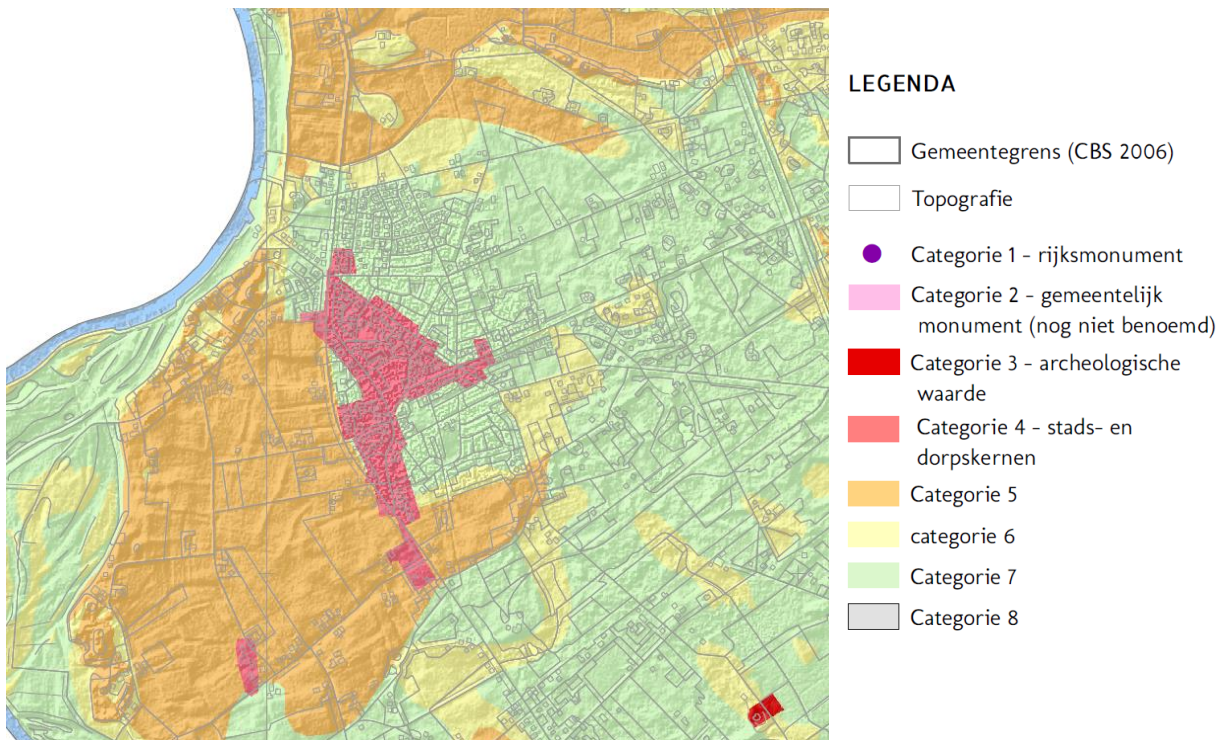 LEGENDA
Gemeentegrens (CBS 2006)
Topografie
Categorie 1 - rijksmonument
Categorie 2 - gemeentelijk
monument (nog niet benoemd)
Categorie 3 - archeologische
waarde
Categorie 4 - stads- en
dorpskernen
Categorie 5
categorie 6
Categorie 7
Categorie 8